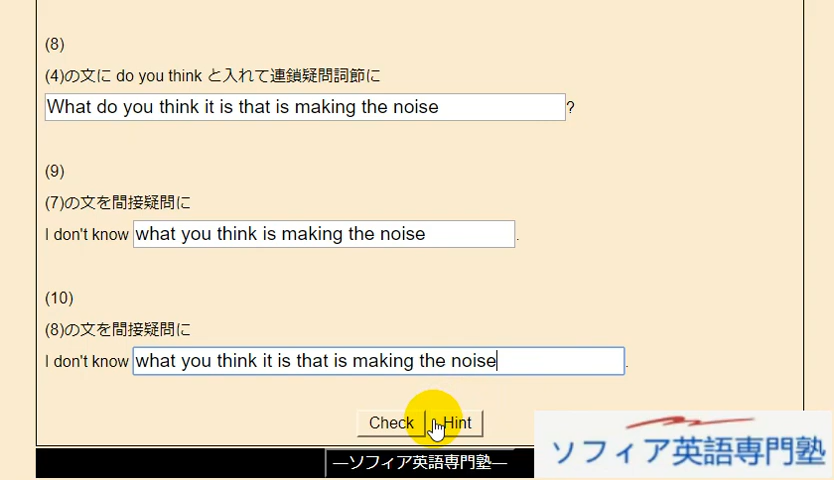 (8)
(4)の文に do you think と入れて連鎖疑問詞節に
What do you think it is that is making the noise ?
(9)
(7)の文を間接疑問に
I don't know what you think is making the noise .
(10)
(8)の文を間接疑問に
I don't know what you think it is that is making the noise .
Check Hint
―ソフィア英語専門塾―
ソフィア英語専門塾